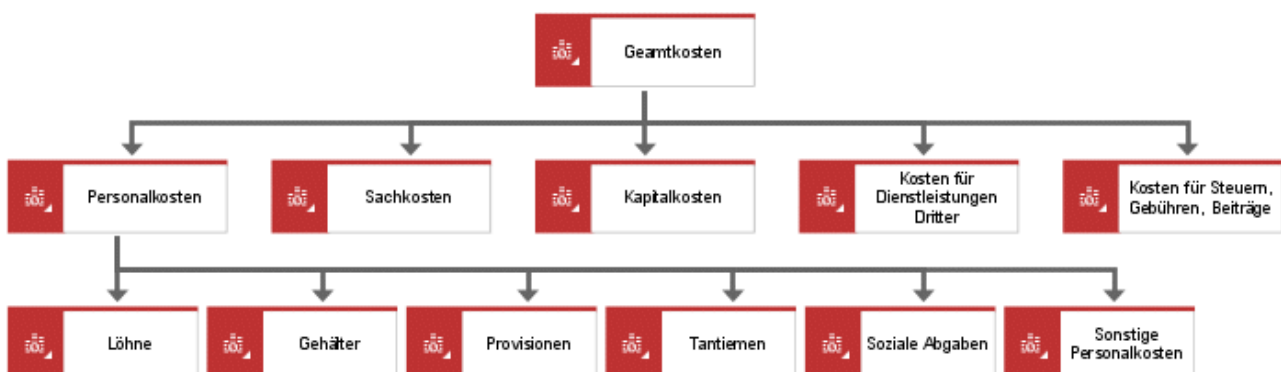 Geamtkosten
Personalkosten
Sachkosten
Kapitalkosten
Kosten für
Dienstleistungen
Dritter
Kosten für Steuern,
Gebühren, Beiträge
Löhne
Gehälter
Provisionen
Tantiemen
Soziale Abgaben
Sonstige
Personalkosten